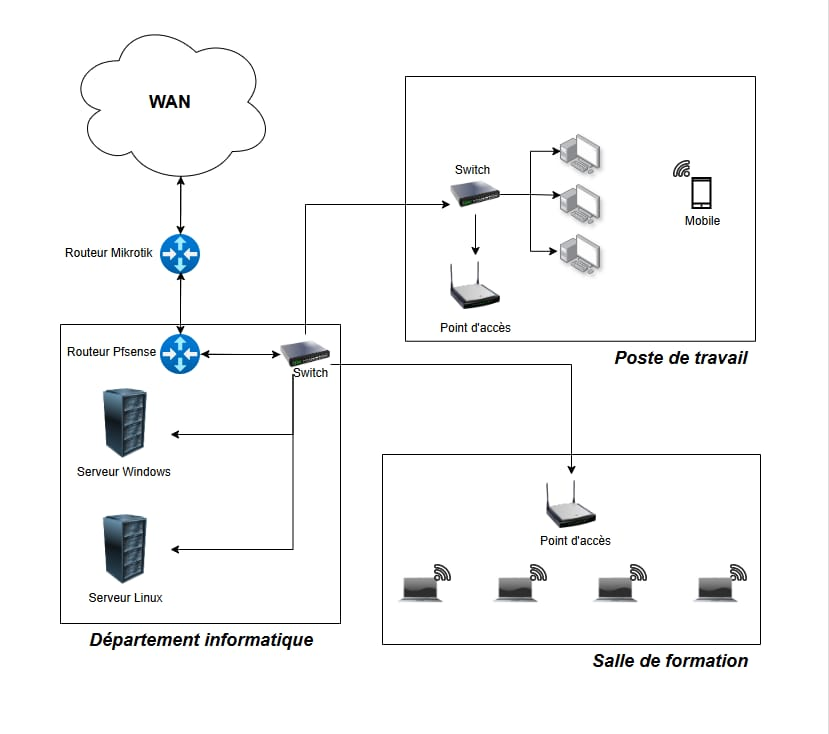 WAN
Routeur Mikrotik
Routeur Pfsense
Switch
Serveur Windows
Serveur Linux
Département informatique
Switch
Point d'accès
Mobile
Poste de travail
Point d'accès
Salle de formation